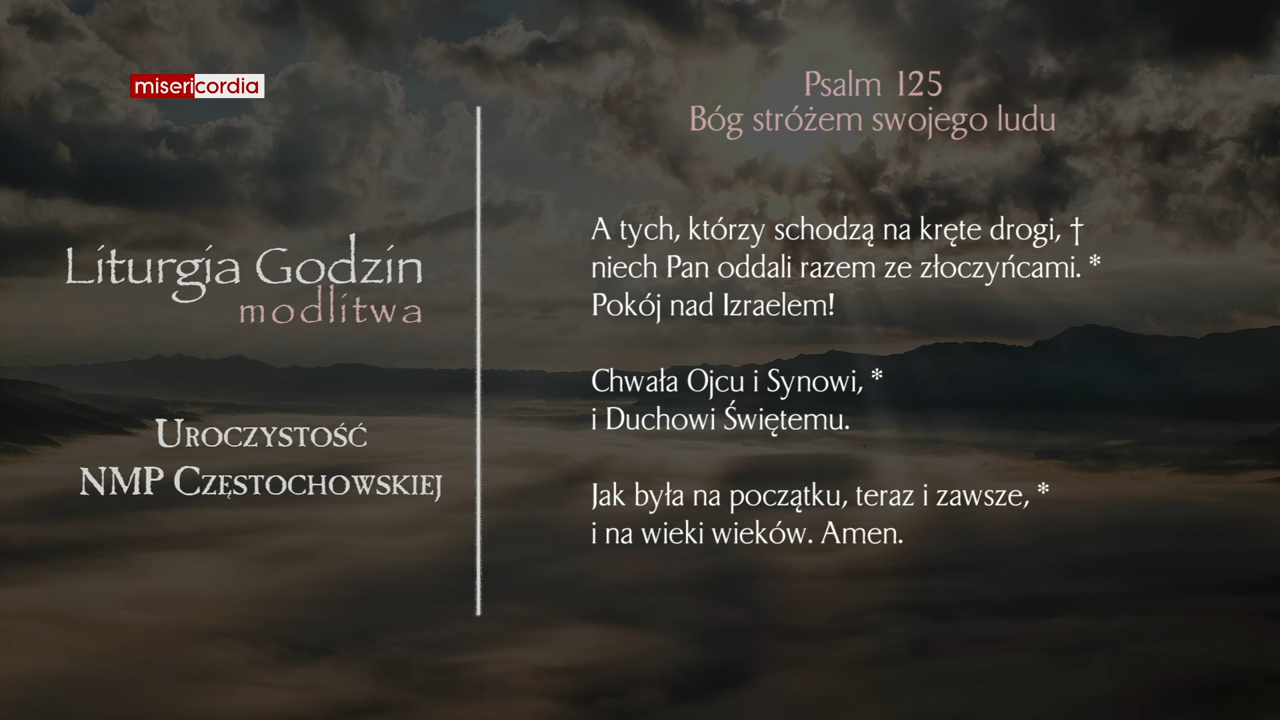 misericordia
Liturgia Godzin
modlitwa
Uroczystość
NMP Częstochowskiej
Psalm 125
Bóg stróżem swojego ludu
A tych, którzy schodzą na kręte drogi, †
niech Pan oddali razem ze złoczyńcami. *
Pokój nad Izraelem!
Chwała Ojcu i Synowi, *
i Duchowi Świętemu.
Jak była na początku, teraz i zawsze, *
i na wieki wieków. Amen.